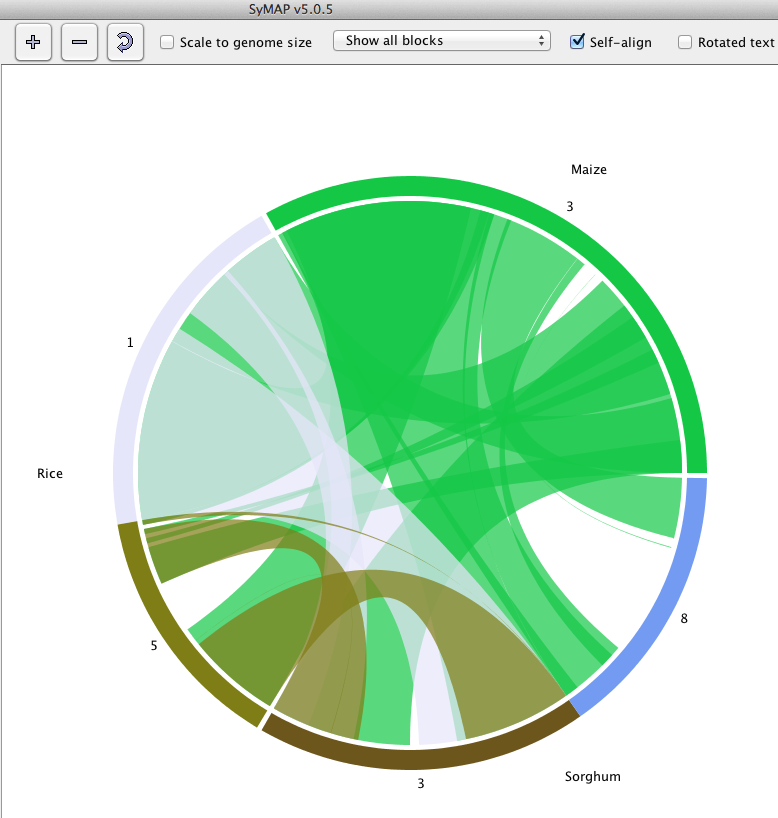 SyMAP v5.0.5
Scale to genome size
Show all blocks
Self-align
Rotated text
Maize
3
1
Rice
8
5
Sorghum
3